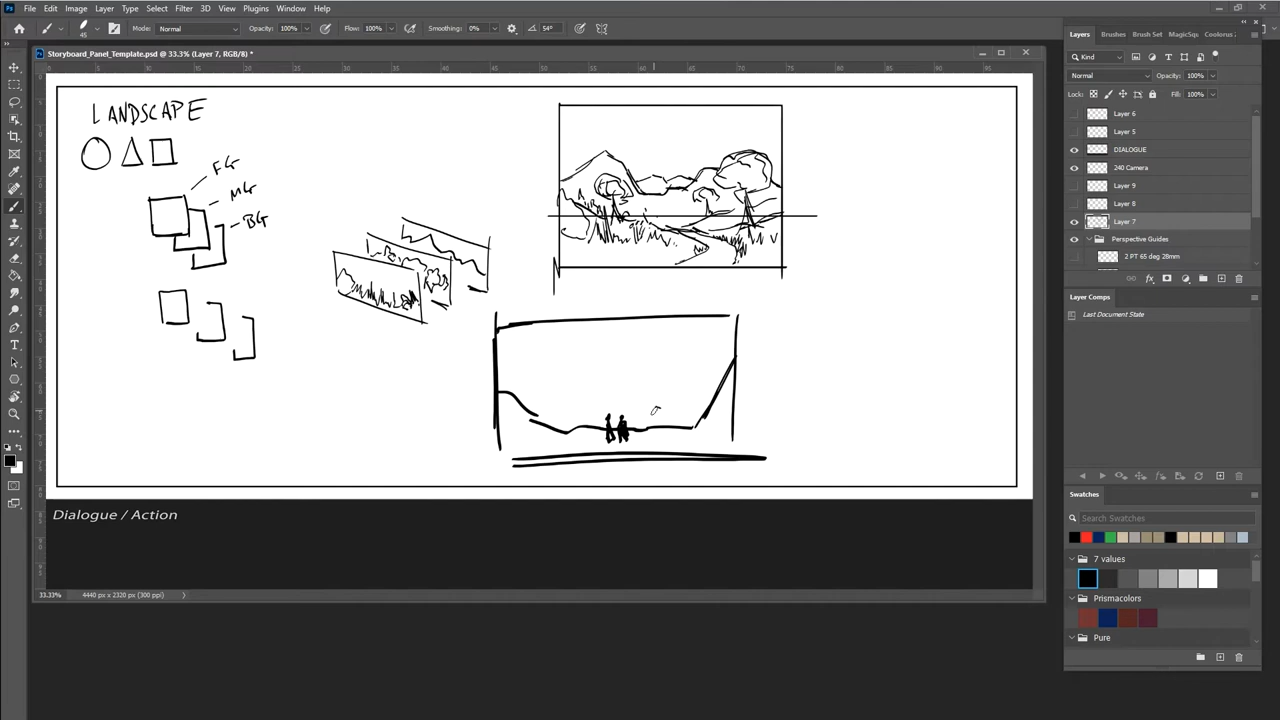 File Edit Image Layer Type Select Filter 3D View Plugins Window Help
45 Mode: Normal Opacity: 100% Flow: 100% Smoothing: 0% 54°
Storyboard_Panel_Template.psd @ 33.3% (Layer 7, RGB/8) *
LANDSCAPE
FG
MG
BG
Dialogue / Action
33.33% 4440 px x 2320 px (300 ppi)
Layers Brushes Brush Set MagicSqu Coolorus
Kind
Normal Opacity: 100%
Lock: Fill: 100%
Layer 6
Layer 5
DIALOGUE
240 Camera
Layer 9
Layer 8
Layer 7
Perspective Guides
2 PT 65 deg 28mm
Layer Comps
Last Document State
Swatches
Search Swatches
7 values
Prismacolors
Pure